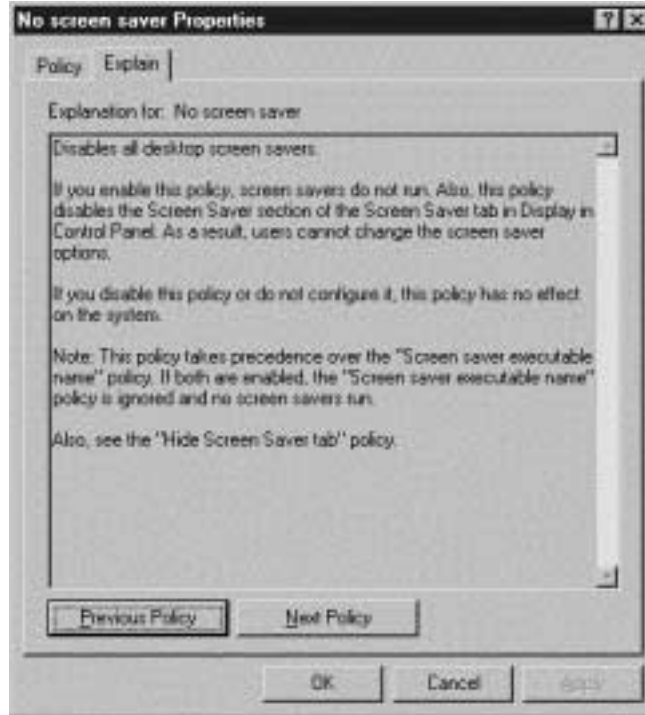 No screen saver Properties
Policy Explain
Explanation for: No screen saver
Disables all desktop screen savers.
If you enable this policy, screen savers do not run. Also, this policy
disables the Screen Saver section of the Screen Saver tab in Display in
Control Panel. As a result, users cannot change the screen saver
options.
If you disable this policy or do not configure it, this policy has no effect
on the system.
Note: This policy takes precedence over the "Screen saver executable
name" policy. If both are enabled, the "Screen saver executable name"
policy is ignored and no screen savers run.
Also, see the "Hide Screen Saver tab" policy.
Previous Policy Next Policy
OK Cancel Apply